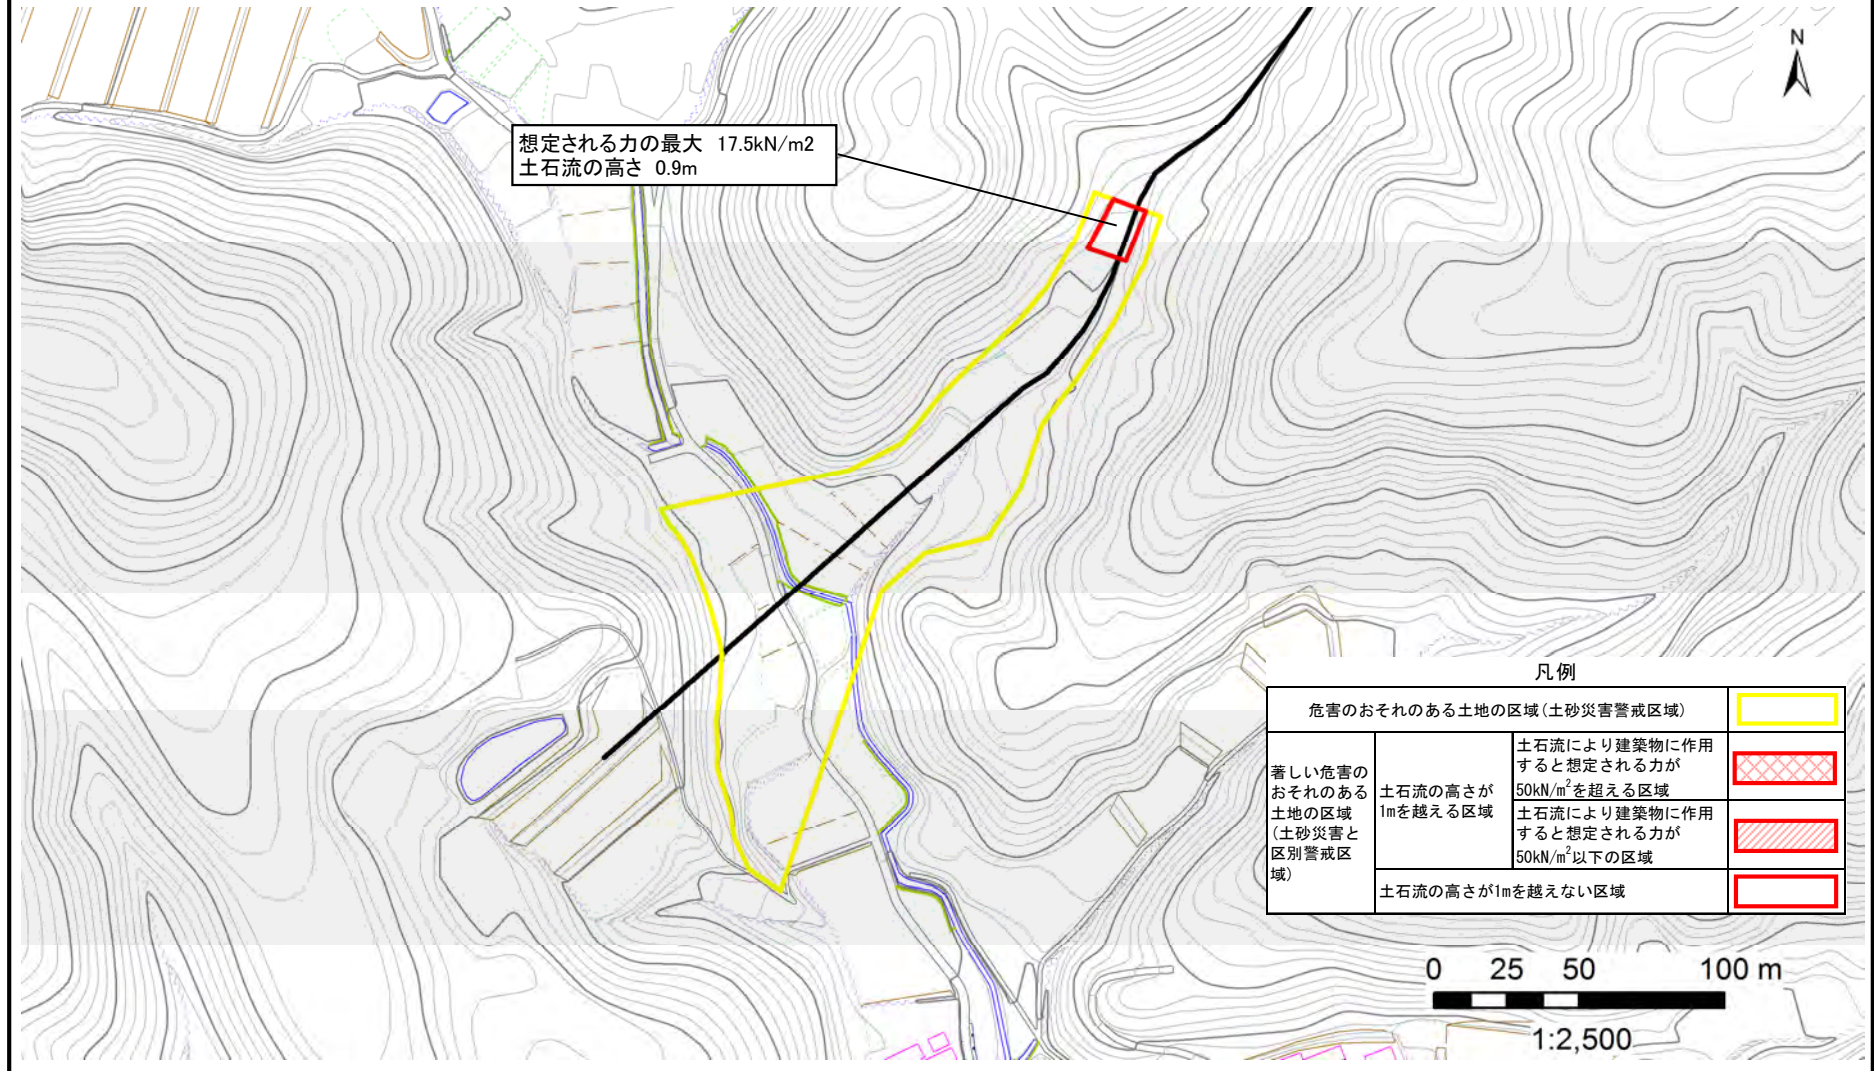 N
想定される力の最大 17.5kN/m2
土石流の高さ 0.9m
凡例
危害のおそれのある土地の区域(土砂災害警戒区域)
著しい危害の
おそれのある
土地の区域
(土砂災害と
区別警戒区
域)
土石流の高さが
1mを越える区域
土石流により建築物に作用
すると想定される力が
50kN/m²を超える区域
土石流により建築物に作用
すると想定される力が
50kN/m²以下の区域
土石流の高さが1mを越えない区域
0 25 50 100 m
1:2,500